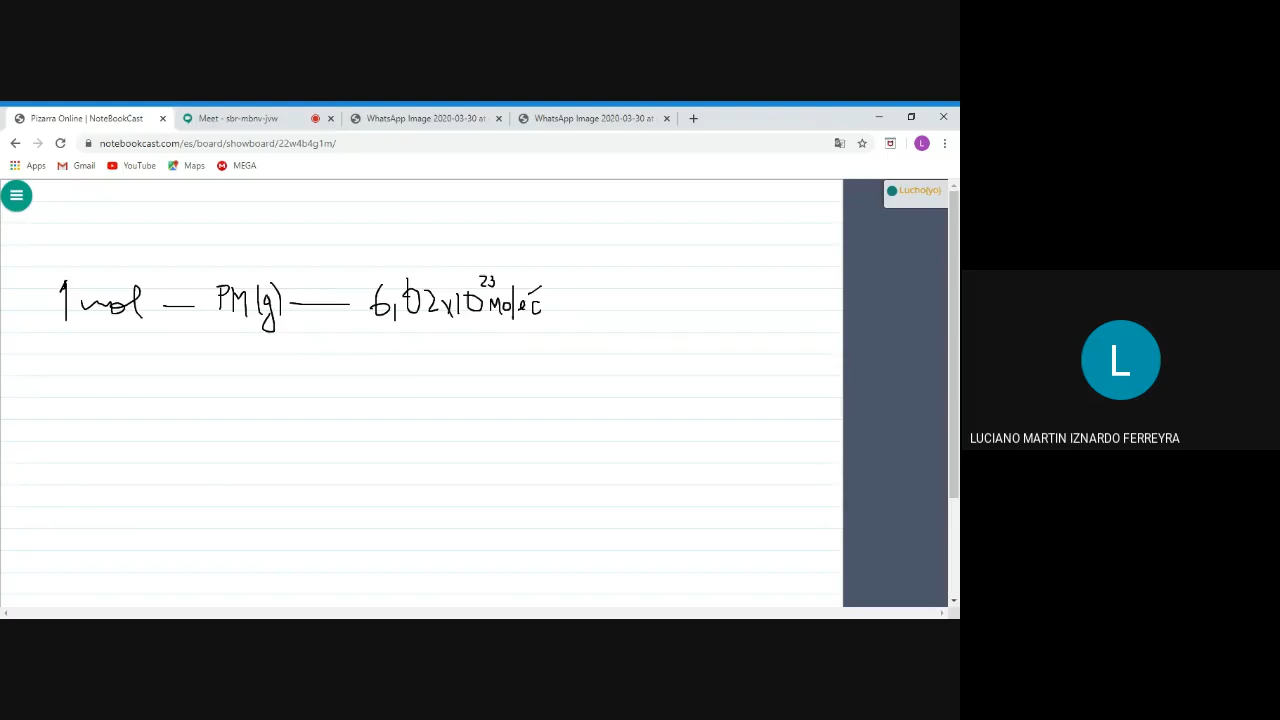 Pizarra Online | NoteBookCast
Meet - sbr-mbnv-jvw
WhatsApp Image 2020-03-30 at
WhatsApp Image 2020-03-30 at
notebookcast.com/es/board/showboard/22w4b4g1m/
L
Apps Gmail YouTube Maps MEGA
Lucho(yo)
1 mol — PM(g) — 6,02x10²³ Moléc
L
LUCIANO MARTIN IZNARDO FERREYRA